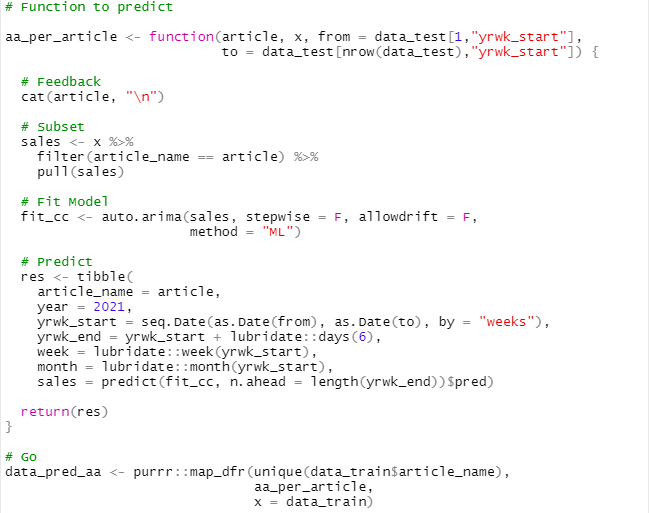 # Function to predict
aa_per_article <- function(article, x, from = data_test[1,"yrwk_start"],
                          to = data_test[nrow(data_test),"yrwk_start"]) {
  # Feedback
  cat(article, "\n")
  # Subset
  sales <- x %>%
    filter(article_name == article) %>%
    pull(sales)
  # Fit Model
  fit_cc <- auto.arima(sales, stepwise = F, allowdrift = F,
                      method = "ML")
  # Predict
  res <- tibble(
    article_name = article,
    year = 2021,
    yrwk_start = seq.Date(as.Date(from), as.Date(to), by = "weeks"),
    yrwk_end = yrwk_start + lubridate::days(6),
    week = lubridate::week(yrwk_start),
    month = lubridate::month(yrwk_start),
    sales = predict(fit_cc, n.ahead = length(yrwk_end))$pred)
  return(res)
}
# Go
data_pred_aa <- purrr::map_dfr(unique(data_train$article_name),
                              aa_per_article,
                              x = data_train)